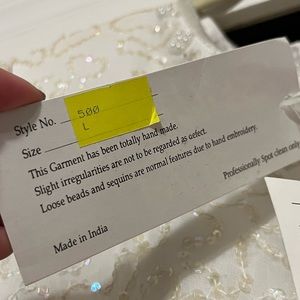 Style No. 500
Size L
This Garment has been totally hand made.
Slight irregularities are not to be regarded as defect.
Loose beads and sequins are normal features due to hand embroidery.
Professionally Spot clean only
Made in India